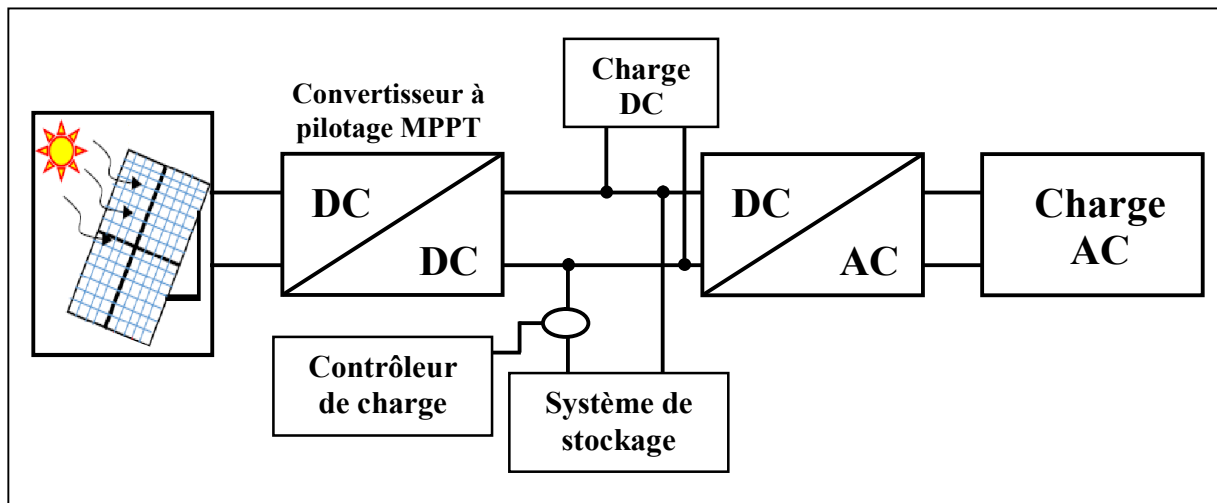 Convertisseur à
pilotage MPPT
Charge
DC
DC
DC
DC
AC
Charge
AC
Contrôleur
de charge
Système de
stockage